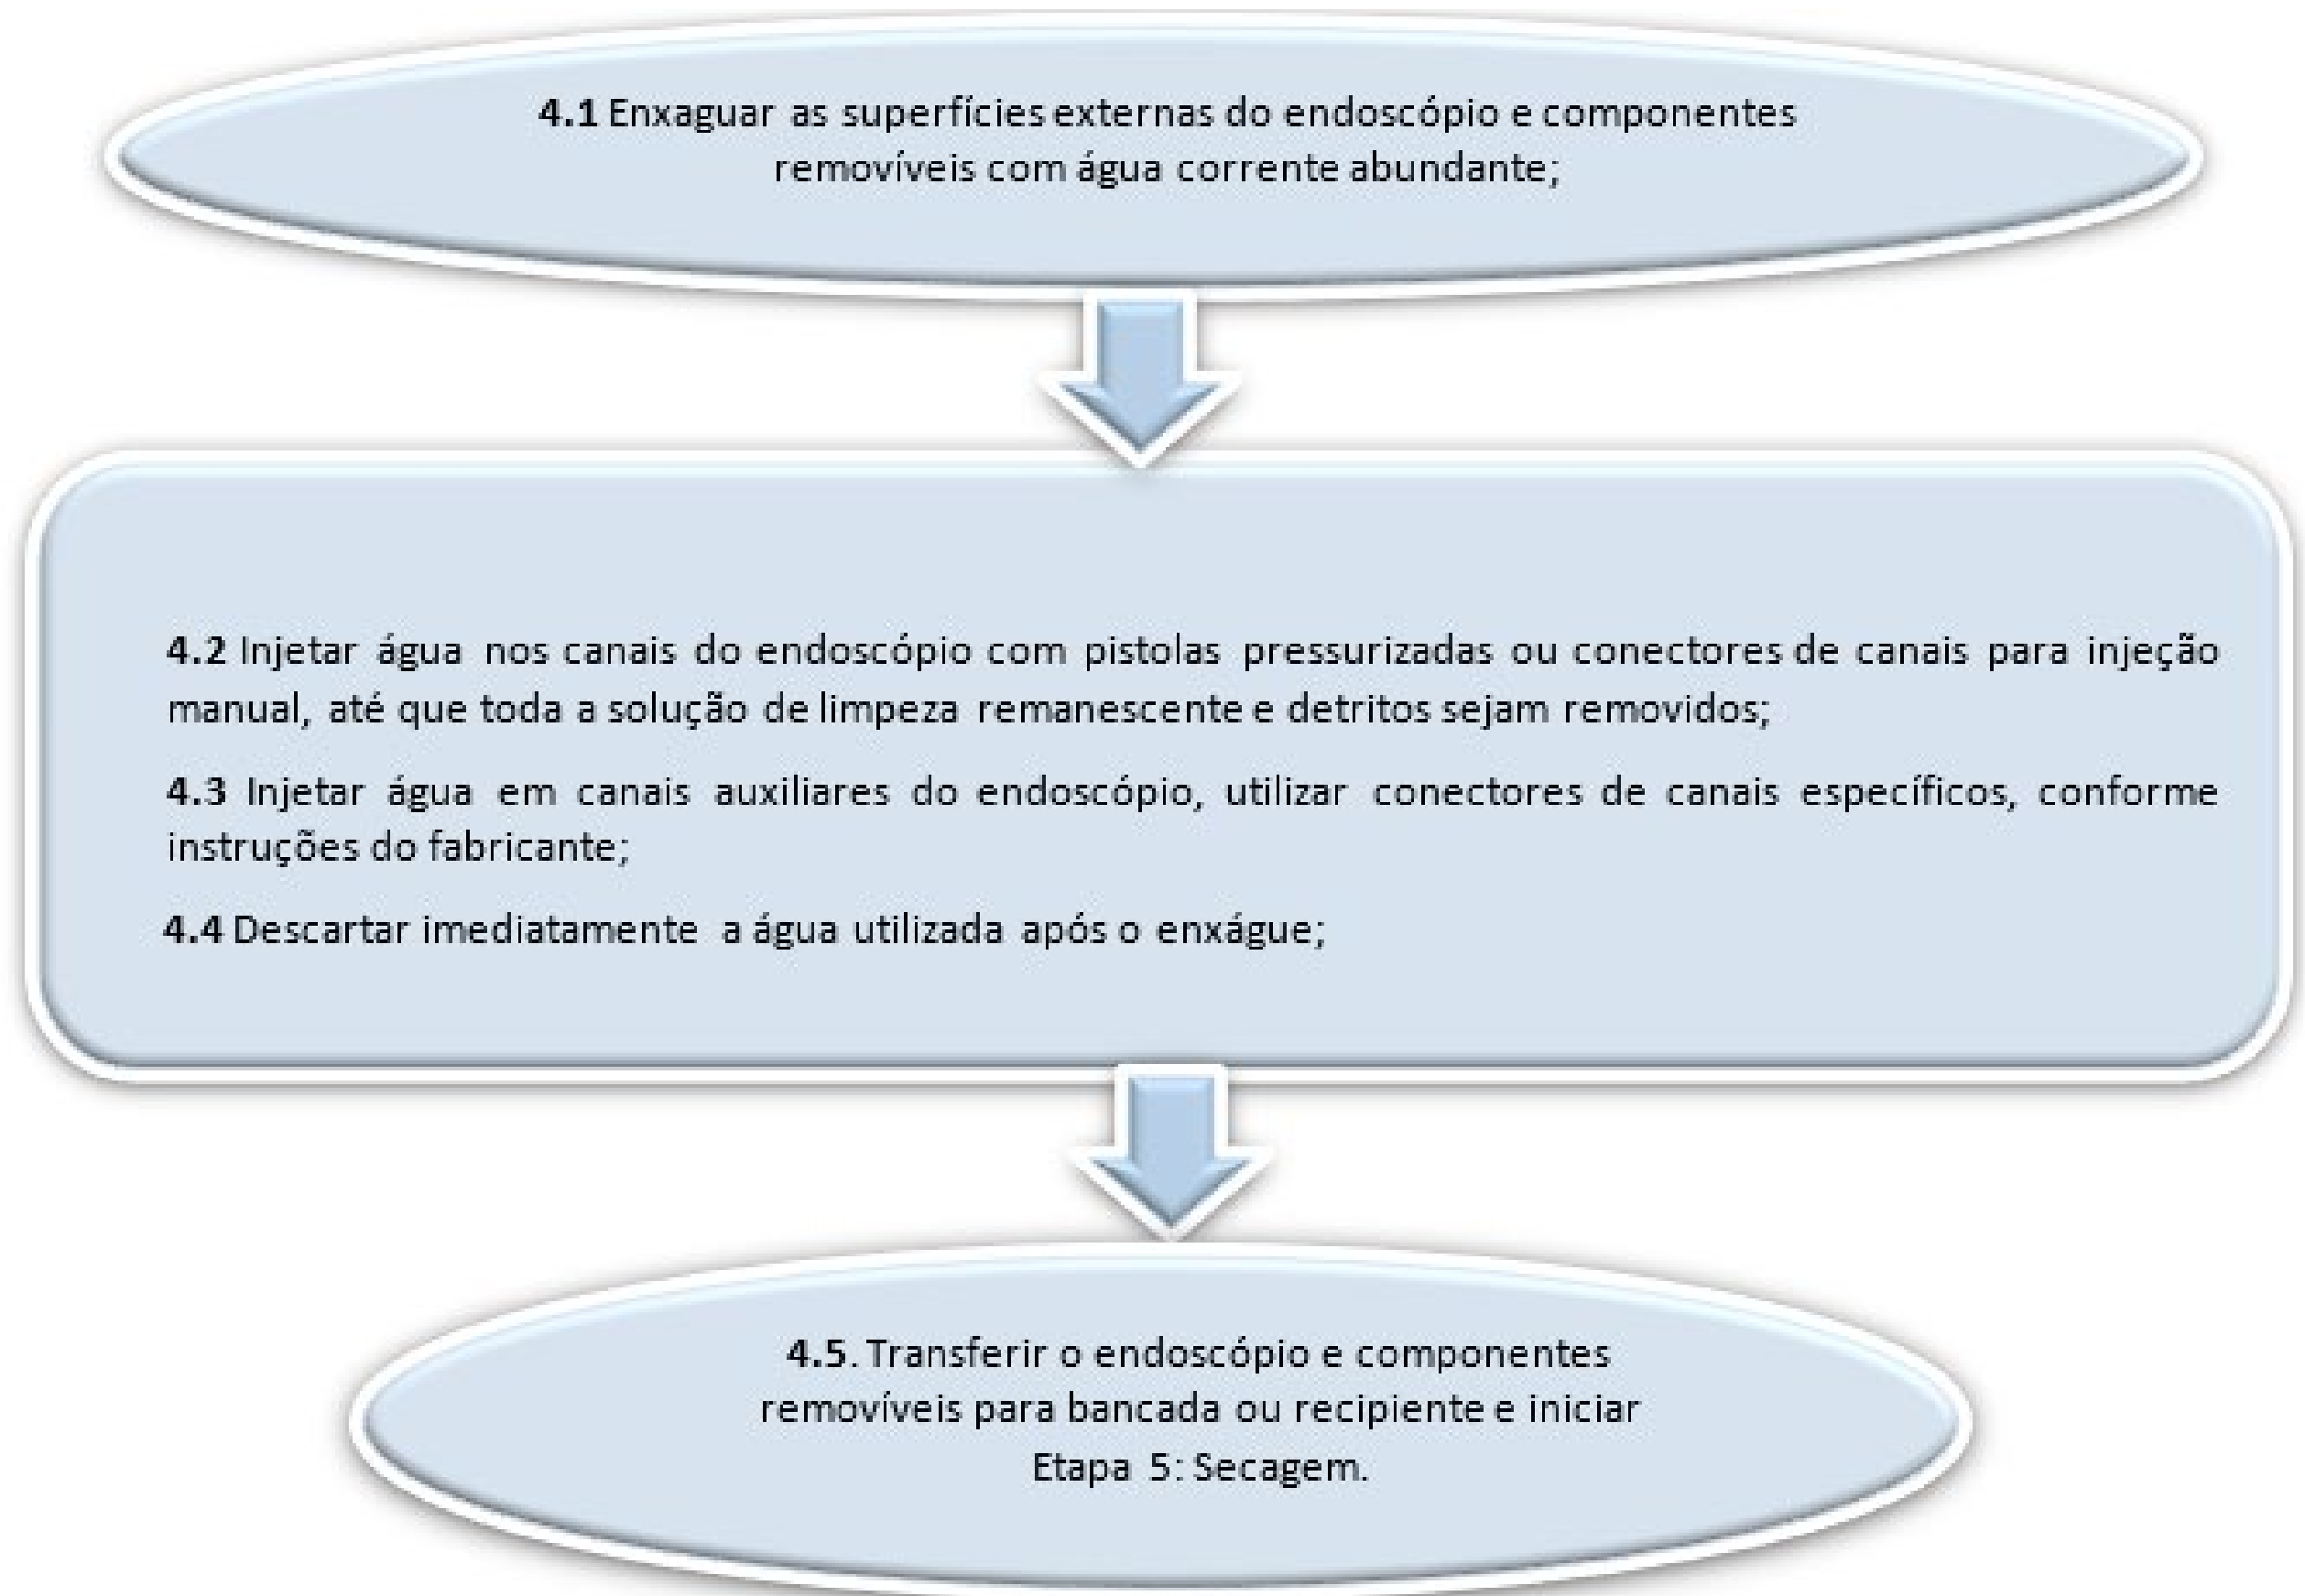 4.1 Enxaguar as superfícies externas do endoscópio e componentes
removíveis com água corrente abundante;
4.2 Injetar água nos canais do endoscópio com pistolas pressurizadas ou conectores de canais para injeção
manual, até que toda a solução de limpeza remanescente e detritos sejam removidos;
4.3 Injetar água em canais auxiliares do endoscópio, utilizar conectores de canais específicos, conforme
instruções do fabricante;
4.4 Descartar imediatamente a água utilizada após o enxágue;
4.5. Transferir o endoscópio e componentes
removíveis para bancada ou recipiente e iniciar
Etapa 5: Secagem.